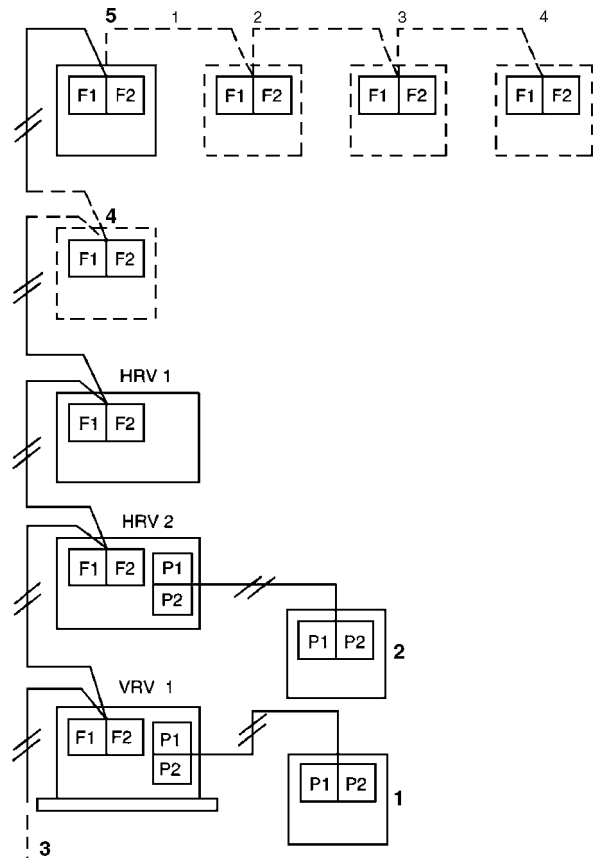 5 1 2 3 4
F1 F2 F1 F2 F1 F2 F1 F2
4
F1 F2
HRV 1
F1 F2
HRV 2
F1 F2 P1
P2
P1 P2 2
VRV 1
F1 F2 P1
P2
P1 P2 1
3